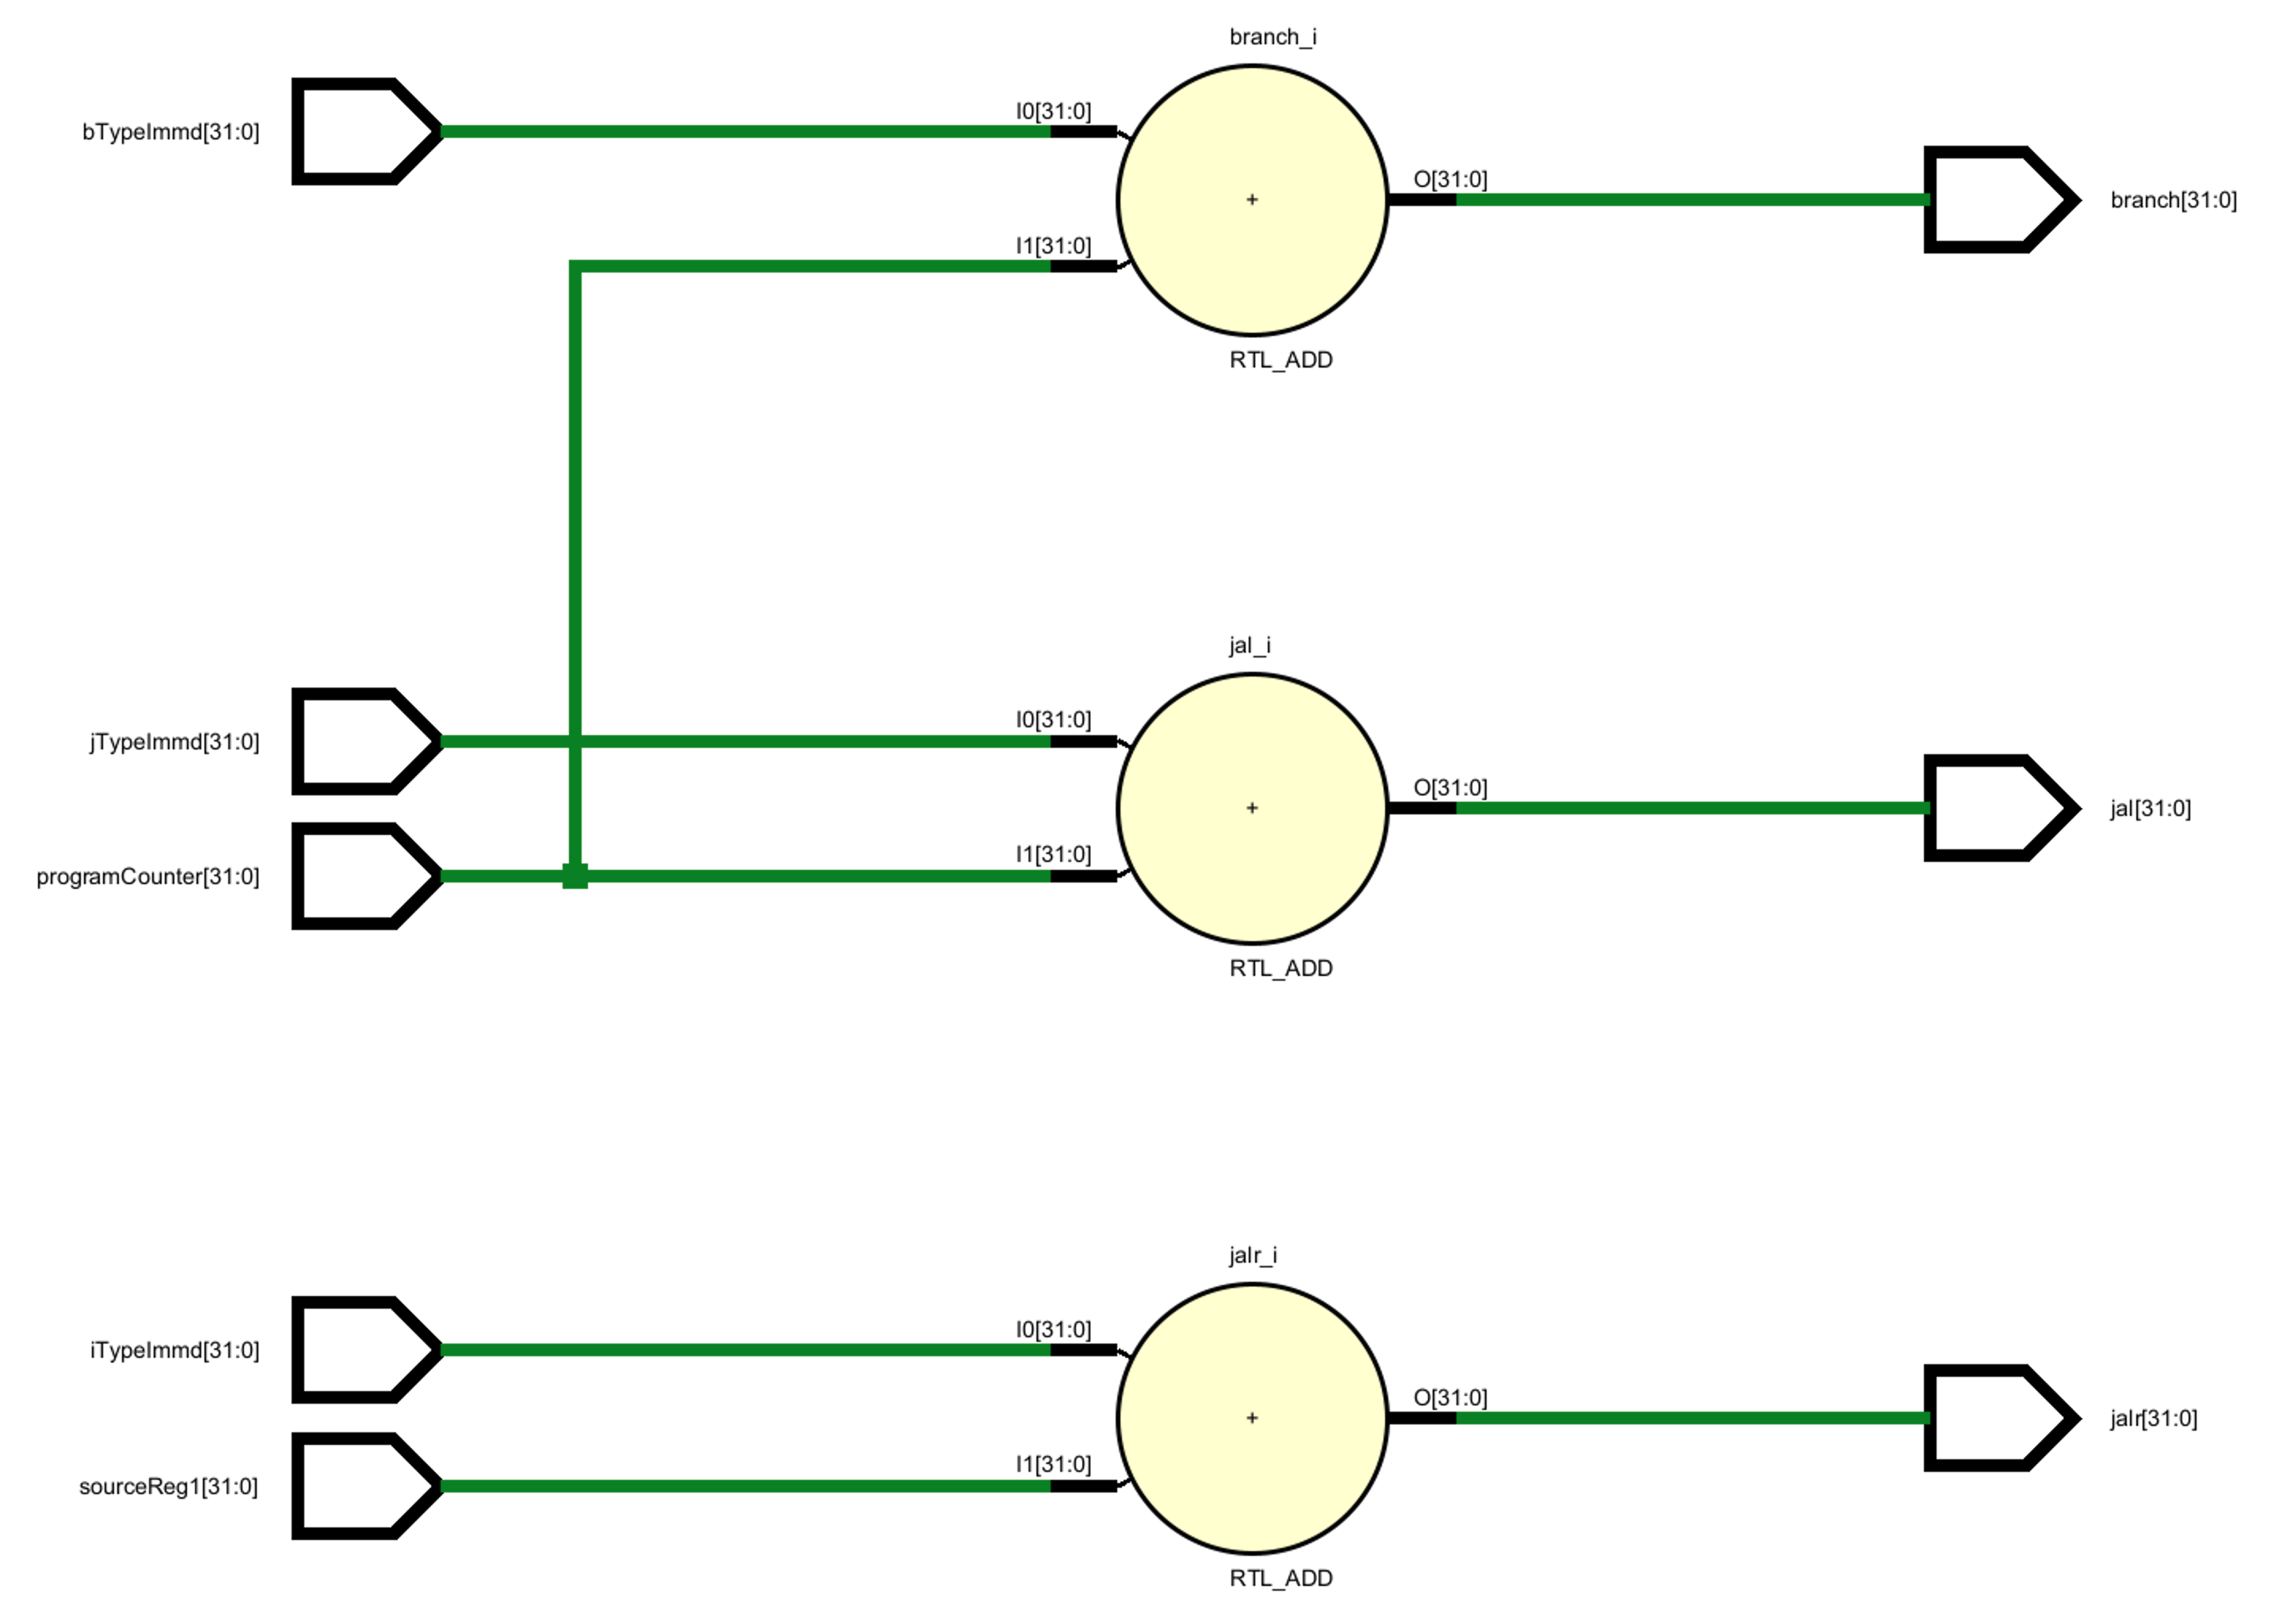 branch_i
I0[31:0]
bTypeImmd[31:0]
O[31:0]
branch[31:0]
I1[31:0]
RTL_ADD
jal_i
I0[31:0]
jTypeImmd[31:0]
O[31:0]
jal[31:0]
I1[31:0]
programCounter[31:0]
RTL_ADD
jalr_i
I0[31:0]
iTypeImmd[31:0]
O[31:0]
jalr[31:0]
I1[31:0]
sourceReg1[31:0]
RTL_ADD